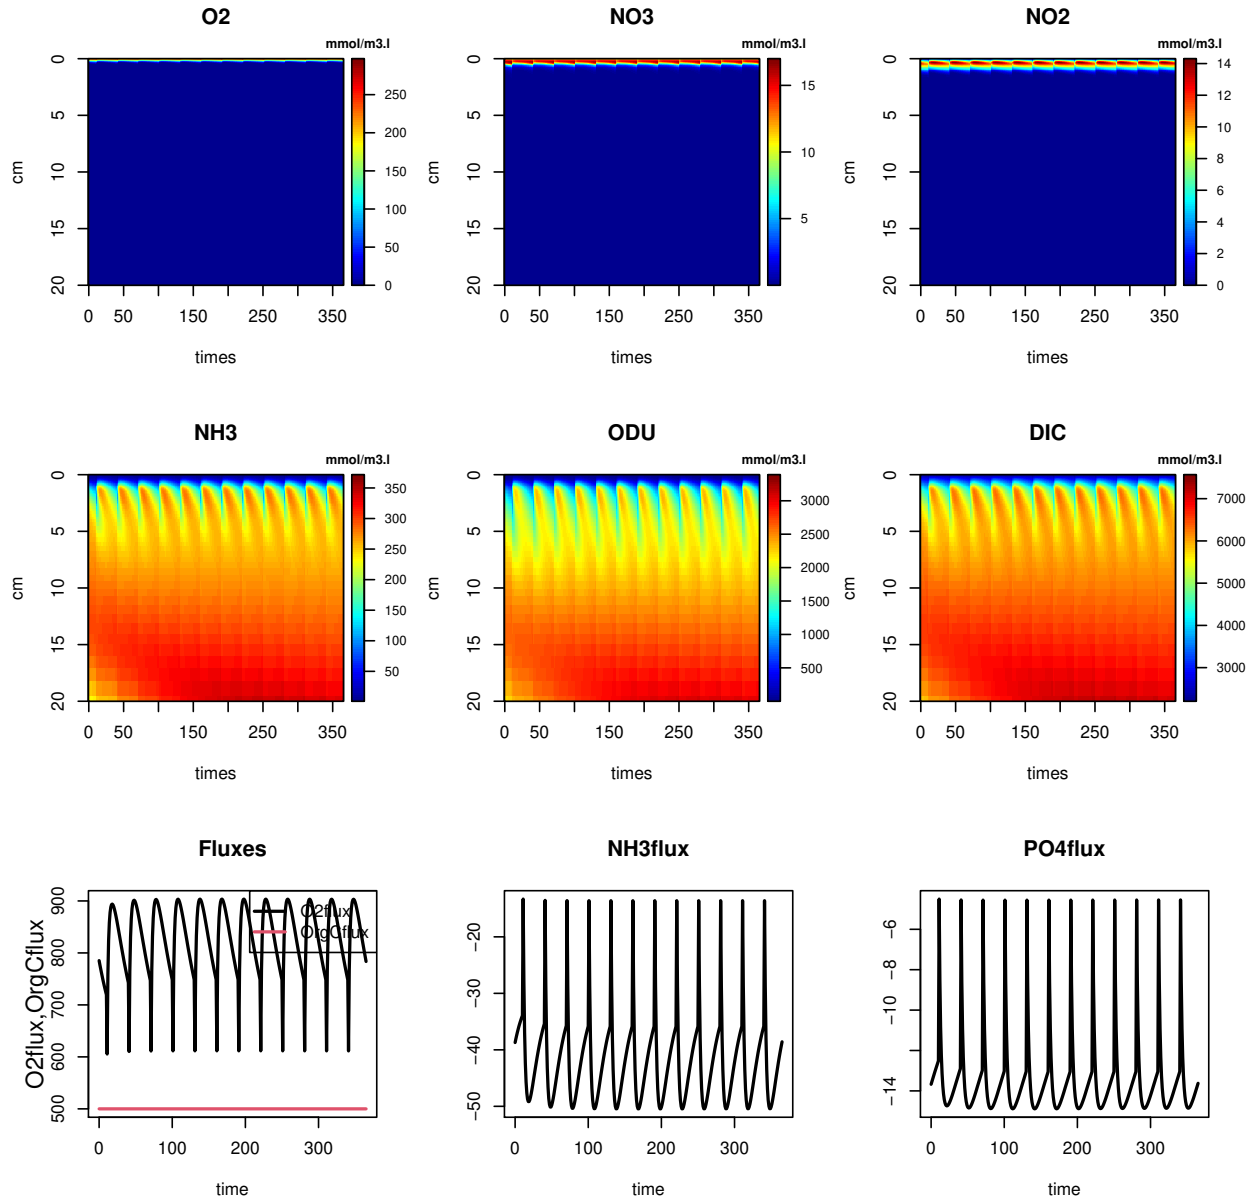 O2
NO3
NO2
mmol/m3.l
mmol/m3.l
mmol/m3.l
0
5
10
15
20
cm
0 50 150 250 350
times
250
200
150
100
50
0
0
5
10
15
20
cm
0 50 150 250 350
times
15
10
5
0
5
10
15
20
cm
0 50 150 250 350
times
14
12
10
8
6
4
2
0
NH3
ODU
DIC
mmol/m3.l
mmol/m3.l
mmol/m3.l
0
5
10
15
20
cm
0 50 150 250 350
times
350
300
250
200
150
100
50
0
5
10
15
20
cm
0 50 150 250 350
times
3000
2500
2000
1500
1000
500
0
5
10
15
20
cm
0 50 150 250 350
times
7000
6000
5000
4000
3000
Fluxes
NH3flux
PO4flux
O2flux,OrgCflux
900
800
700
600
500
O2flux
OrgCflux
0 100 200 300
time
−20
−30
−40
−50
0 100 200 300
time
−6
−8
−10
−14
0 100 200 300
time